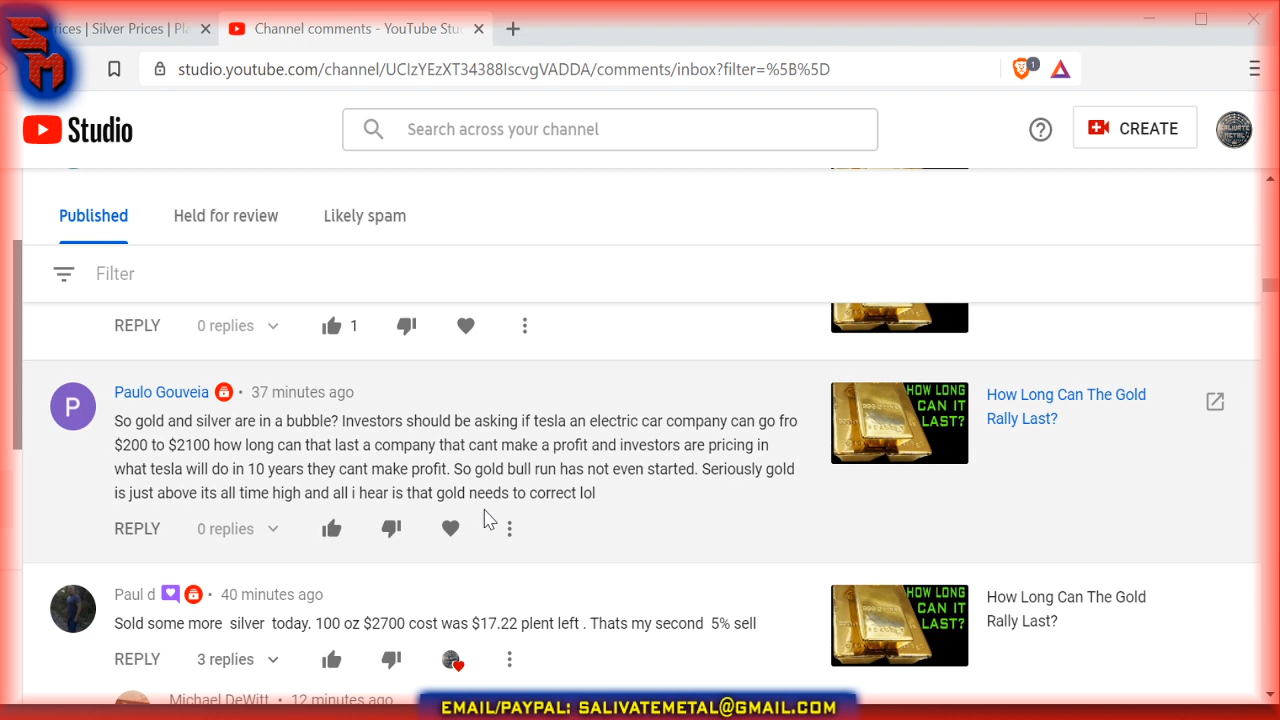 SM
rices | Silver Prices | Pla
Channel comments - YouTube Stu
studio.youtube.com/channel/UCIzYEzXT34388IscvgVADDA/comments/inbox?filter=%5B%5D
1
Studio
Search across your channel
CREATE
Published
Held for review
Likely spam
Filter
REPLY 0 replies 1
P
Paulo Gouveia • 37 minutes ago
So gold and silver are in a bubble? Investors should be asking if tesla an electric car company can go fro
$200 to $2100 how long can that last a company that cant make a profit and investors are pricing in
what tesla will do in 10 years they cant make profit. So gold bull run has not even started. Seriously gold
is just above its all time high and all i hear is that gold needs to correct lol
HOW LONG
CAN IT
LAST?
How Long Can The Gold
Rally Last?
REPLY 0 replies
Paul d • 40 minutes ago
Sold some more silver today. 100 oz $2700 cost was $17.22 plent left . Thats my second 5% sell
HOW LONG
CAN IT
LAST?
How Long Can The Gold
Rally Last?
REPLY 3 replies
Michael DeWitt • 12 minutes ago
EMAIL/PAYPAL: SALIVATEMETAL@GMAIL.COM